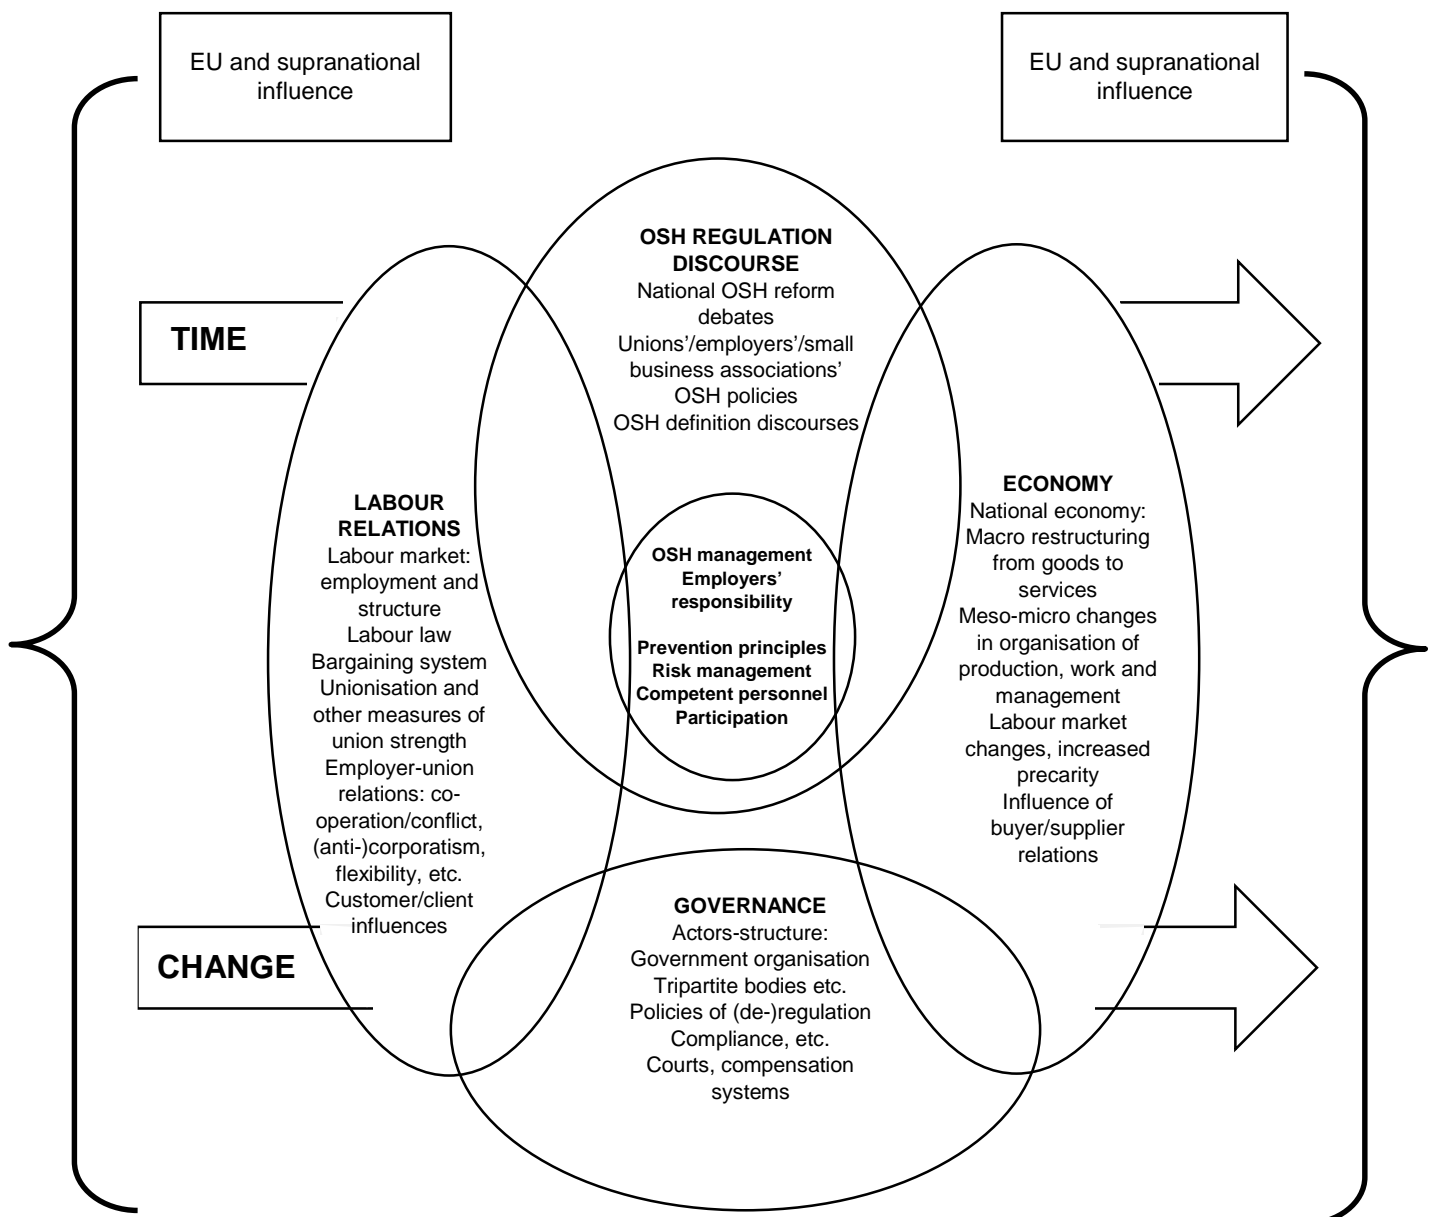 EU and supranational
influence
EU and supranational
influence
TIME
OSH REGULATION
DISCOURSE
National OSH reform
debates
Unions’/employers’/small
business associations’
OSH policies
OSH definition discourses
LABOUR
RELATIONS
Labour market:
employment and
structure
Labour law
Bargaining system
Unionisation and
other measures of
union strength
Employer-union
relations: co-
operation/conflict,
(anti-)corporatism,
flexibility, etc.
Customer/client
influences
OSH management
Employers’
responsibility
Prevention principles
Risk management
Competent personnel
Participation
ECONOMY
National economy:
Macro restructuring
from goods to
services
Meso-micro changes
in organisation of
production, work and
management
Labour market
changes, increased
precarity
Influence of
buyer/supplier
relations
CHANGE
GOVERNANCE
Actors-structure:
Government organisation
Tripartite bodies etc.
Policies of (de-)regulation
Compliance, etc.
Courts, compensation
systems